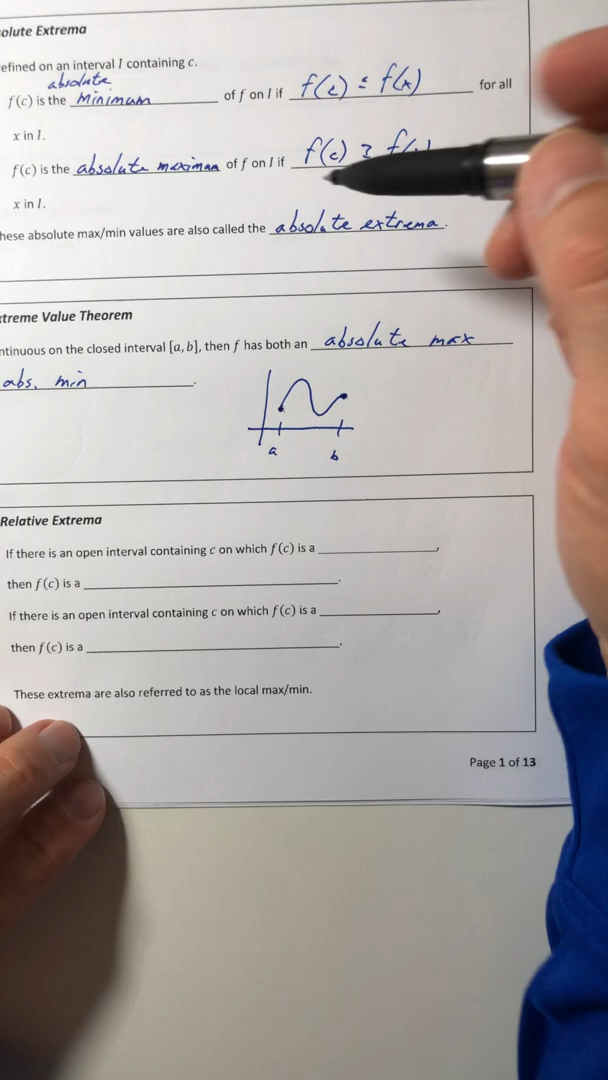 olute Extrema
efined on an interval I containing c.
absolute
f(c) is the minimum of f on I if f(c) ≤ f(x) for all
x in I.
f(c) is the absolute maximum of f on I if f(c) ≥
x in I.
hese absolute max/min values are also called the absolute extrema.
treme Value Theorem
ntinuous on the closed interval [a, b], then f has both an absolute max
abs. min.
a b
Relative Extrema
If there is an open interval containing c on which f(c) is a ,
then f(c) is a .
If there is an open interval containing c on which f(c) is a ,
then f(c) is a .
These extrema are also referred to as the local max/min.
Page 1 of 13